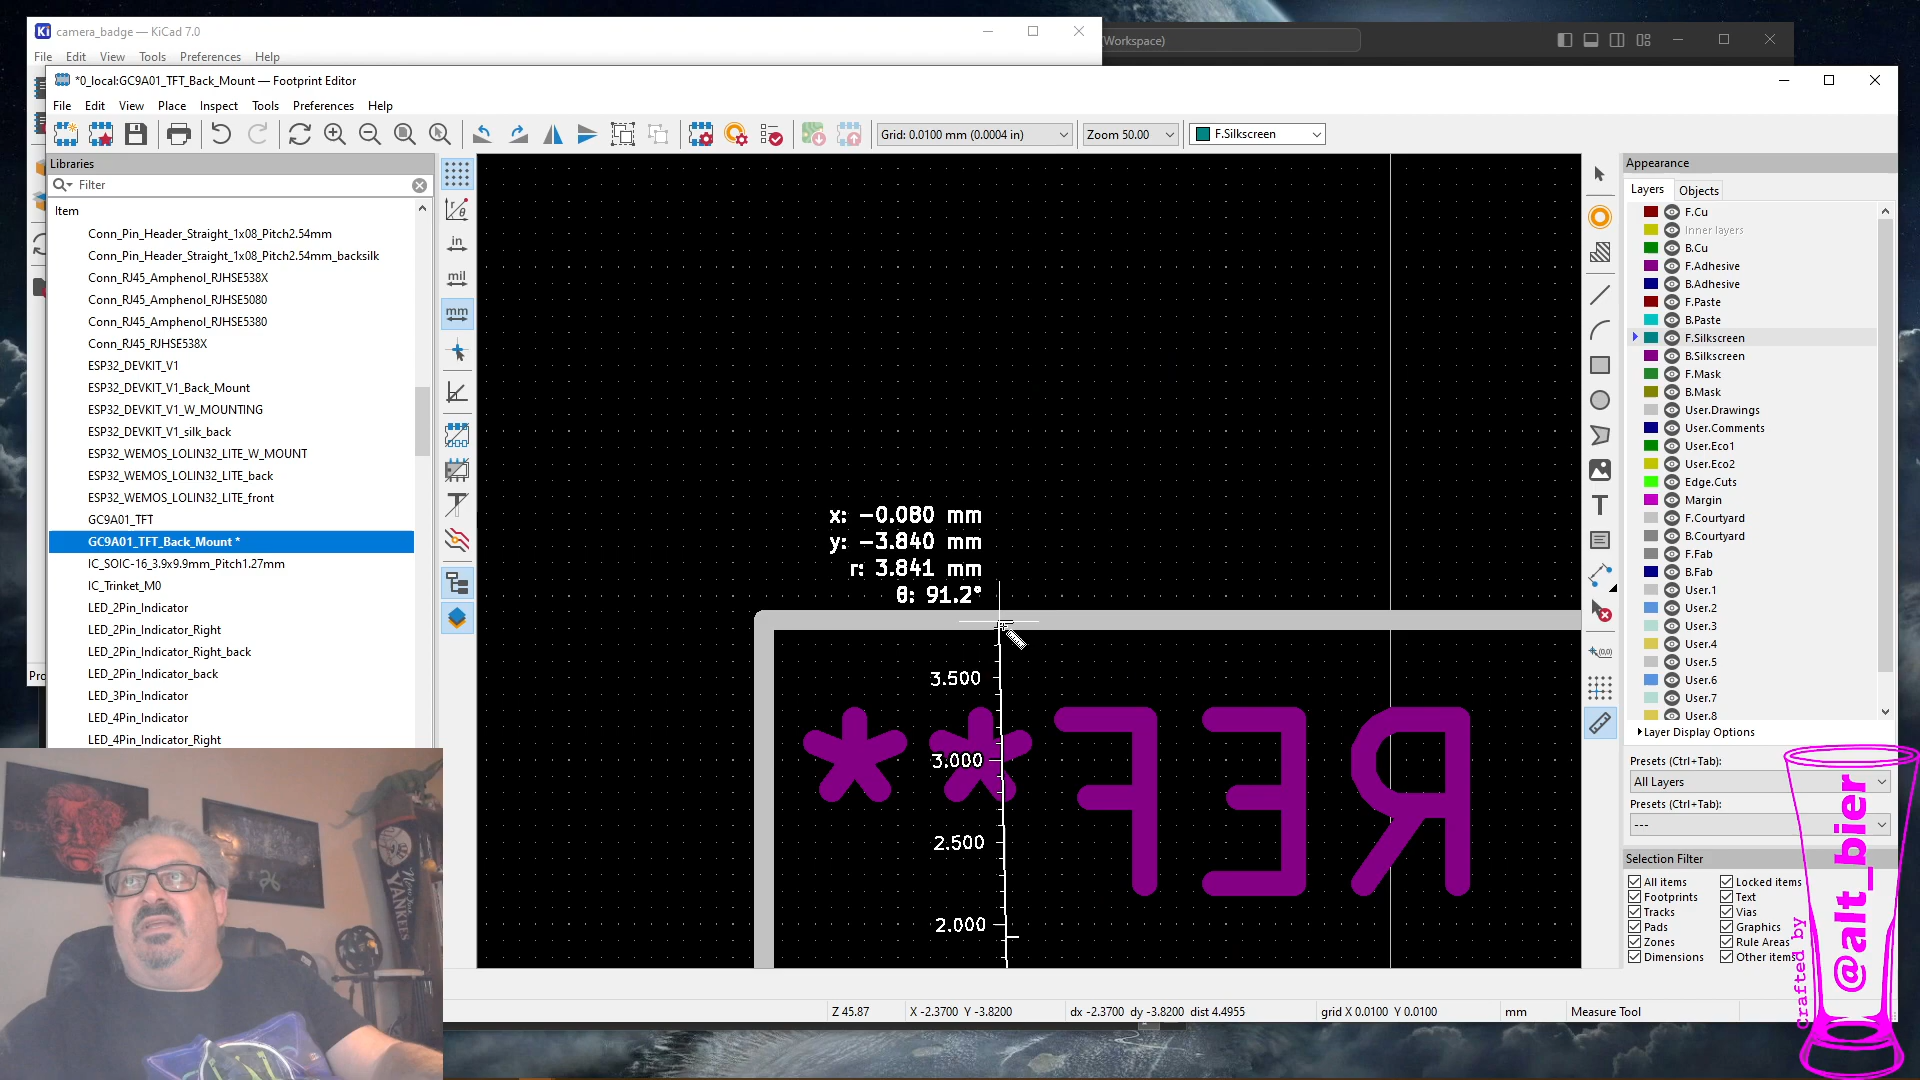 camera_badge — KiCad 7.0
(Workspace)
File Edit View Tools Preferences Help
*0_local:GC9A01_TFT_Back_Mount — Footprint Editor
File Edit View Place Inspect Tools Preferences Help
Grid: 0.0100 mm (0.0004 in)
Zoom 50.00
F.Silkscreen
Libraries
Filter
Item
Conn_Pin_Header_Straight_1x08_Pitch2.54mm
Conn_Pin_Header_Straight_1x08_Pitch2.54mm_backsilk
Conn_RJ45_Amphenol_RJHSE538X
Conn_RJ45_Amphenol_RJHSE5080
Conn_RJ45_Amphenol_RJHSE5380
Conn_RJ45_RJHSE538X
ESP32_DEVKIT_V1
ESP32_DEVKIT_V1_Back_Mount
ESP32_DEVKIT_V1_W_MOUNTING
ESP32_DEVKIT_V1_silk_back
ESP32_WEMOS_LOLIN32_LITE_W_MOUNT
ESP32_WEMOS_LOLIN32_LITE_back
ESP32_WEMOS_LOLIN32_LITE_front
GC9A01_TFT
GC9A01_TFT_Back_Mount *
IC_SOIC-16_3.9x9.9mm_Pitch1.27mm
IC_Trinket_M0
LED_2Pin_Indicator
LED_2Pin_Indicator_Right
LED_2Pin_Indicator_Right_back
LED_2Pin_Indicator_back
LED_3Pin_Indicator
LED_4Pin_Indicator
LED_4Pin_Indicator_Right
Pro
in
mil
mm
x: -0.080 mm
y: -3.840 mm
r: 3.841 mm
θ: 91.2°
3.500
3.000
2.500
2.000
REF**
(0,0)
Appearance
Layers Objects
F.Cu
Inner layers
B.Cu
F.Adhesive
B.Adhesive
F.Paste
B.Paste
F.Silkscreen
B.Silkscreen
F.Mask
B.Mask
User.Drawings
User.Comments
User.Eco1
User.Eco2
Edge.Cuts
Margin
F.Courtyard
B.Courtyard
F.Fab
B.Fab
User.1
User.2
User.3
User.4
User.5
User.6
User.7
User.8
Layer Display Options
Presets (Ctrl+Tab):
All Layers
Presets (Ctrl+Tab):
---
Selection Filter
All items Locked items
Footprints Text
Tracks Vias
Pads Graphics
Zones Rule Areas
Dimensions Other items
Z 45.87 X -2.3700 Y -3.8200 dx -2.3700 dy -3.8200 dist 4.4955 grid X 0.0100 Y 0.0100 mm Measure Tool
Crafted by
@alt_bier
YANKEES